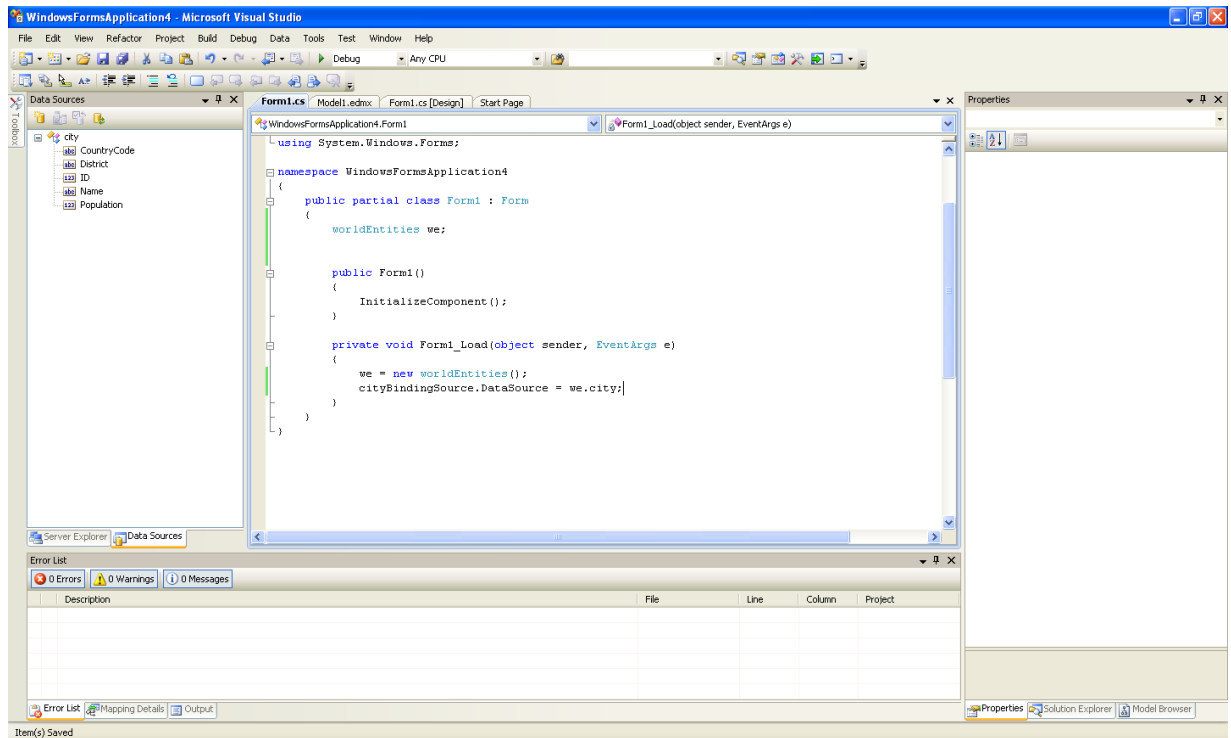 WindowsFormsApplication4 - Microsoft Visual Studio
File Edit View Refactor Project Build Debug Data Tools Test Window Help
Debug Any CPU
Data Sources
Form1.cs Model1.edmx Form1.cs [Design] Start Page
Properties
Toolbox
WindowsFormsApplication4.Form1
Form1_Load(object sender, EventArgs e)
city
abc CountryCode
abc District
123 ID
abc Name
123 Population
using System.Windows.Forms;
namespace WindowsFormsApplication4
{
public partial class Form1 : Form
{
worldEntities we;
public Form1()
{
InitializeComponent();
}
private void Form1_Load(object sender, EventArgs e)
{
we = new worldEntities();
cityBindingSource.DataSource = we.city;
}
}
}
Server Explorer Data Sources
Error List
0 Errors 0 Warnings 0 Messages
Description File Line Column Project
Error List Mapping Details Output
Properties Solution Explorer Model Browser
Item(s) Saved